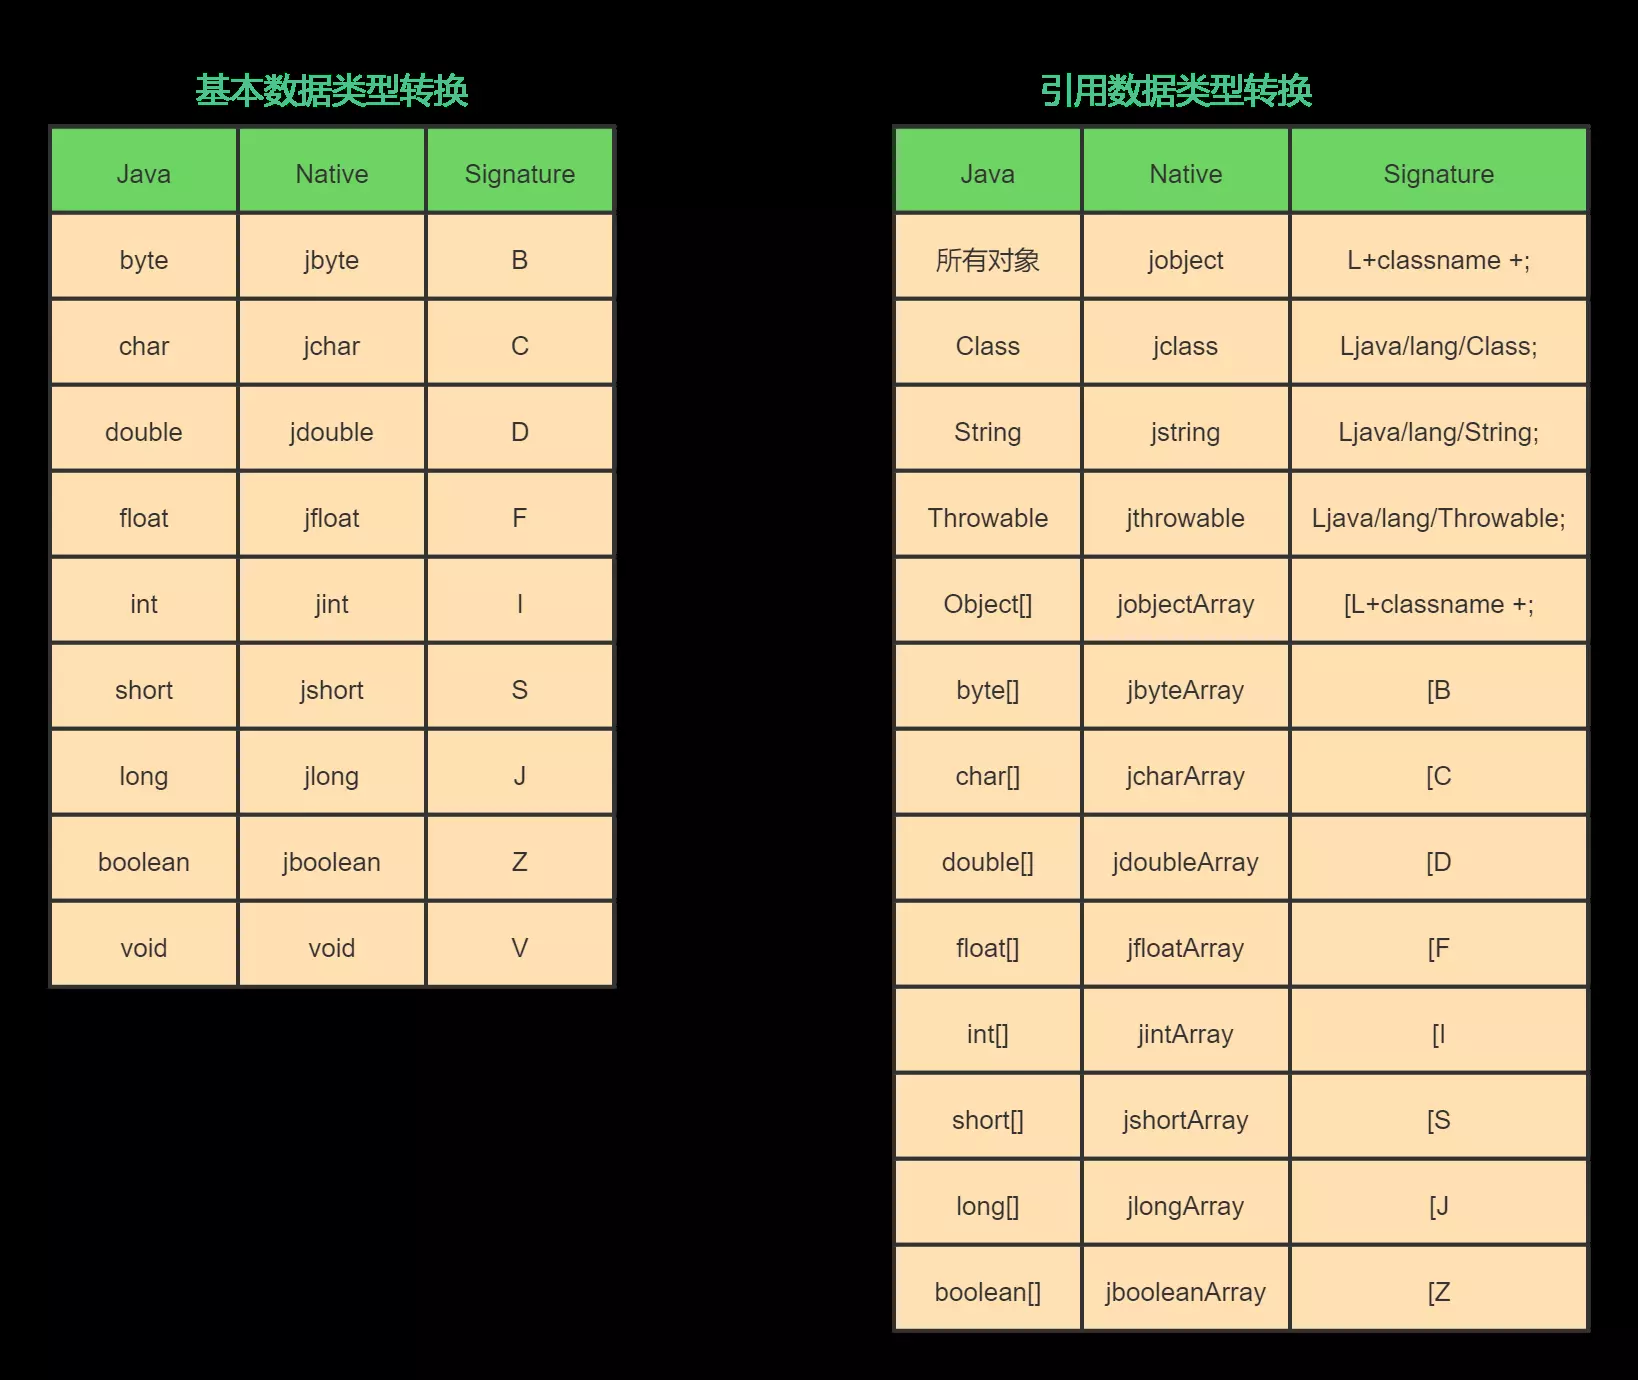 基本数据类型转换
Java Native Signature
byte jbyte B
char jchar C
double jdouble D
float jfloat F
int jint I
short jshort S
long jlong J
boolean jboolean Z
void void V
引用数据类型转换
Java Native Signature
所有对象 jobject L+classname +;
Class jclass Ljava/lang/Class;
String jstring Ljava/lang/String;
Throwable jthrowable Ljava/lang/Throwable;
Object[] jobjectArray [L+classname +;
byte[] jbyteArray [B
char[] jcharArray [C
double[] jdoubleArray [D
float[] jfloatArray [F
int[] jintArray [I
short[] jshortArray [S
long[] jlongArray [J
boolean[] jbooleanArray [Z